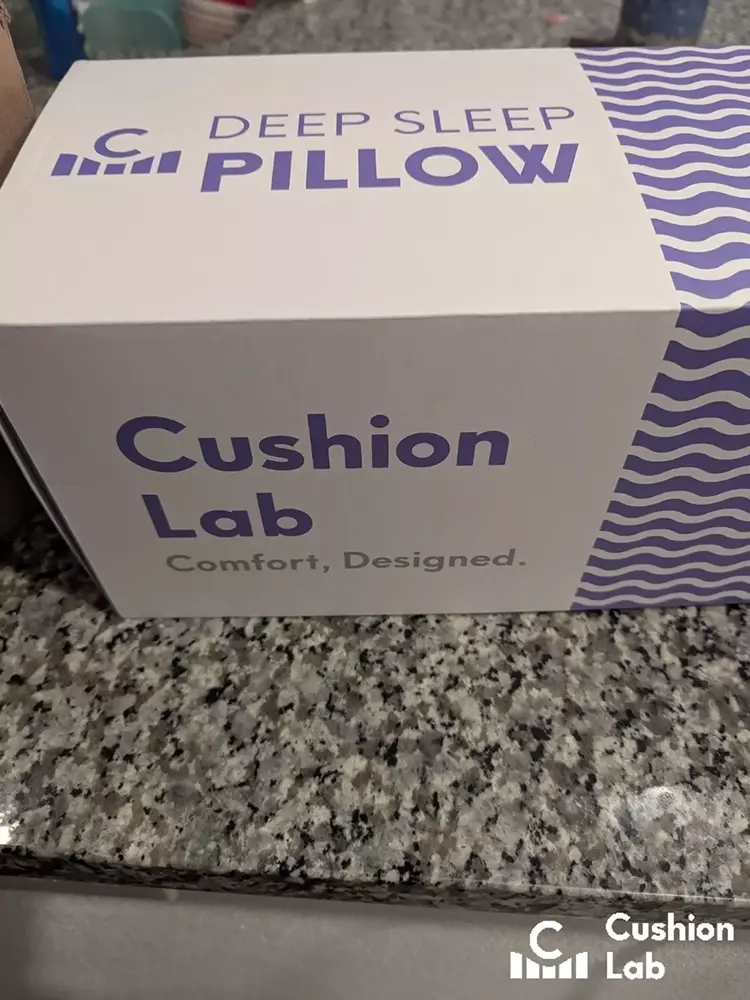 C
DEEP SLEEP
PILLOW
Cushion
Lab
Comfort, Designed.
C
Cushion
Lab